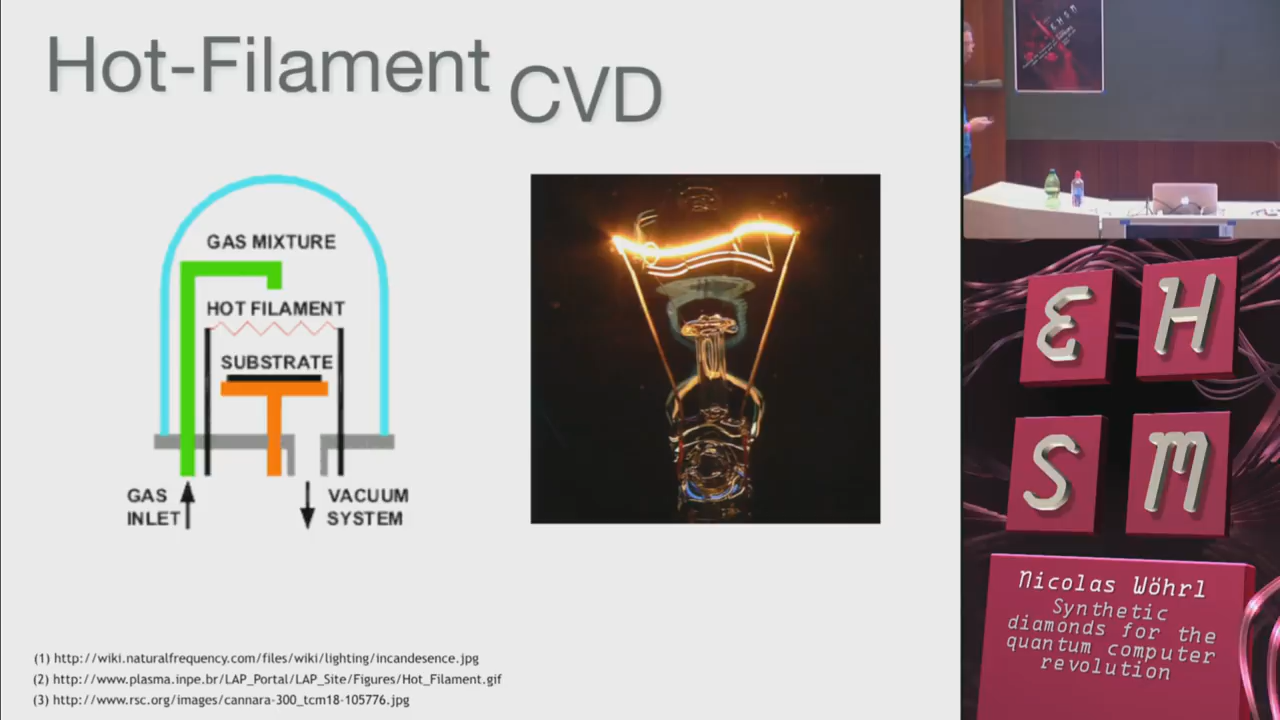 Hot-Filament CVD
GAS MIXTURE
HOT FILAMENT
SUBSTRATE
GAS
INLET
VACUUM
SYSTEM
(1) http://wiki.naturalfrequency.com/files/wiki/lighting/incandesence.jpg
(2) http://www.plasma.inpe.br/LAP_Portal/LAP_Site/Figures/Hot_Filament.gif
(3) http://www.rsc.org/images/cannara-300_tcm18-105776.jpg
EHSM
E H
S M
Nicolas Wöhrl
Synthetic
diamonds for the
quantum computer
revolution